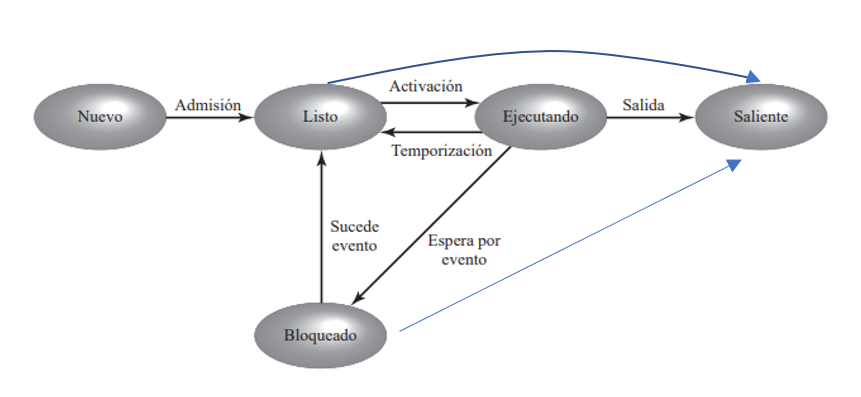 Activación
Admisión
Salida
Nuevo
Listo
Ejecutando
Saliente
Temporización
Sucede
evento
Espera por
evento
Bloqueado